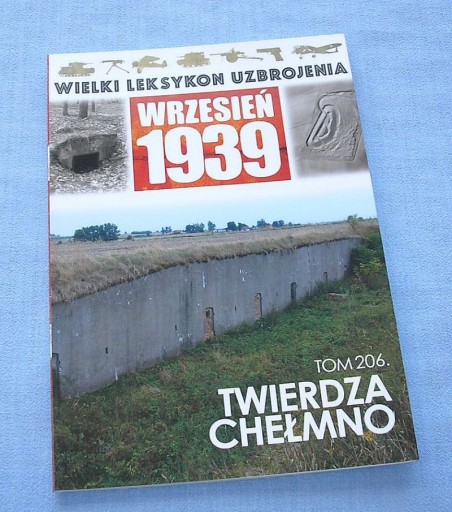 WIELKI LEKSYKON UZBROJENIA
WRZESIEŃ
1939
TOM 206.
TWIERDZA
CHEŁMNO